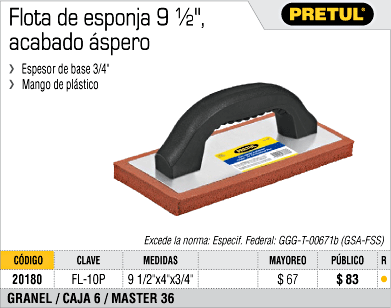 Flota de esponja 9 ½",
acabado áspero
PRETUL®
› Espesor de base 3/4"
› Mango de plástico
PRETUL
Excede la norma: Especif. Federal: GGG-T-00671b (GSA-FSS)
CÓDIGO CLAVE MEDIDAS MAYOREO PÚBLICO R
20180 FL-10P 9 1/2"x4"x3/4" $ 67 $ 83
GRANEL / CAJA 6 / MASTER 36